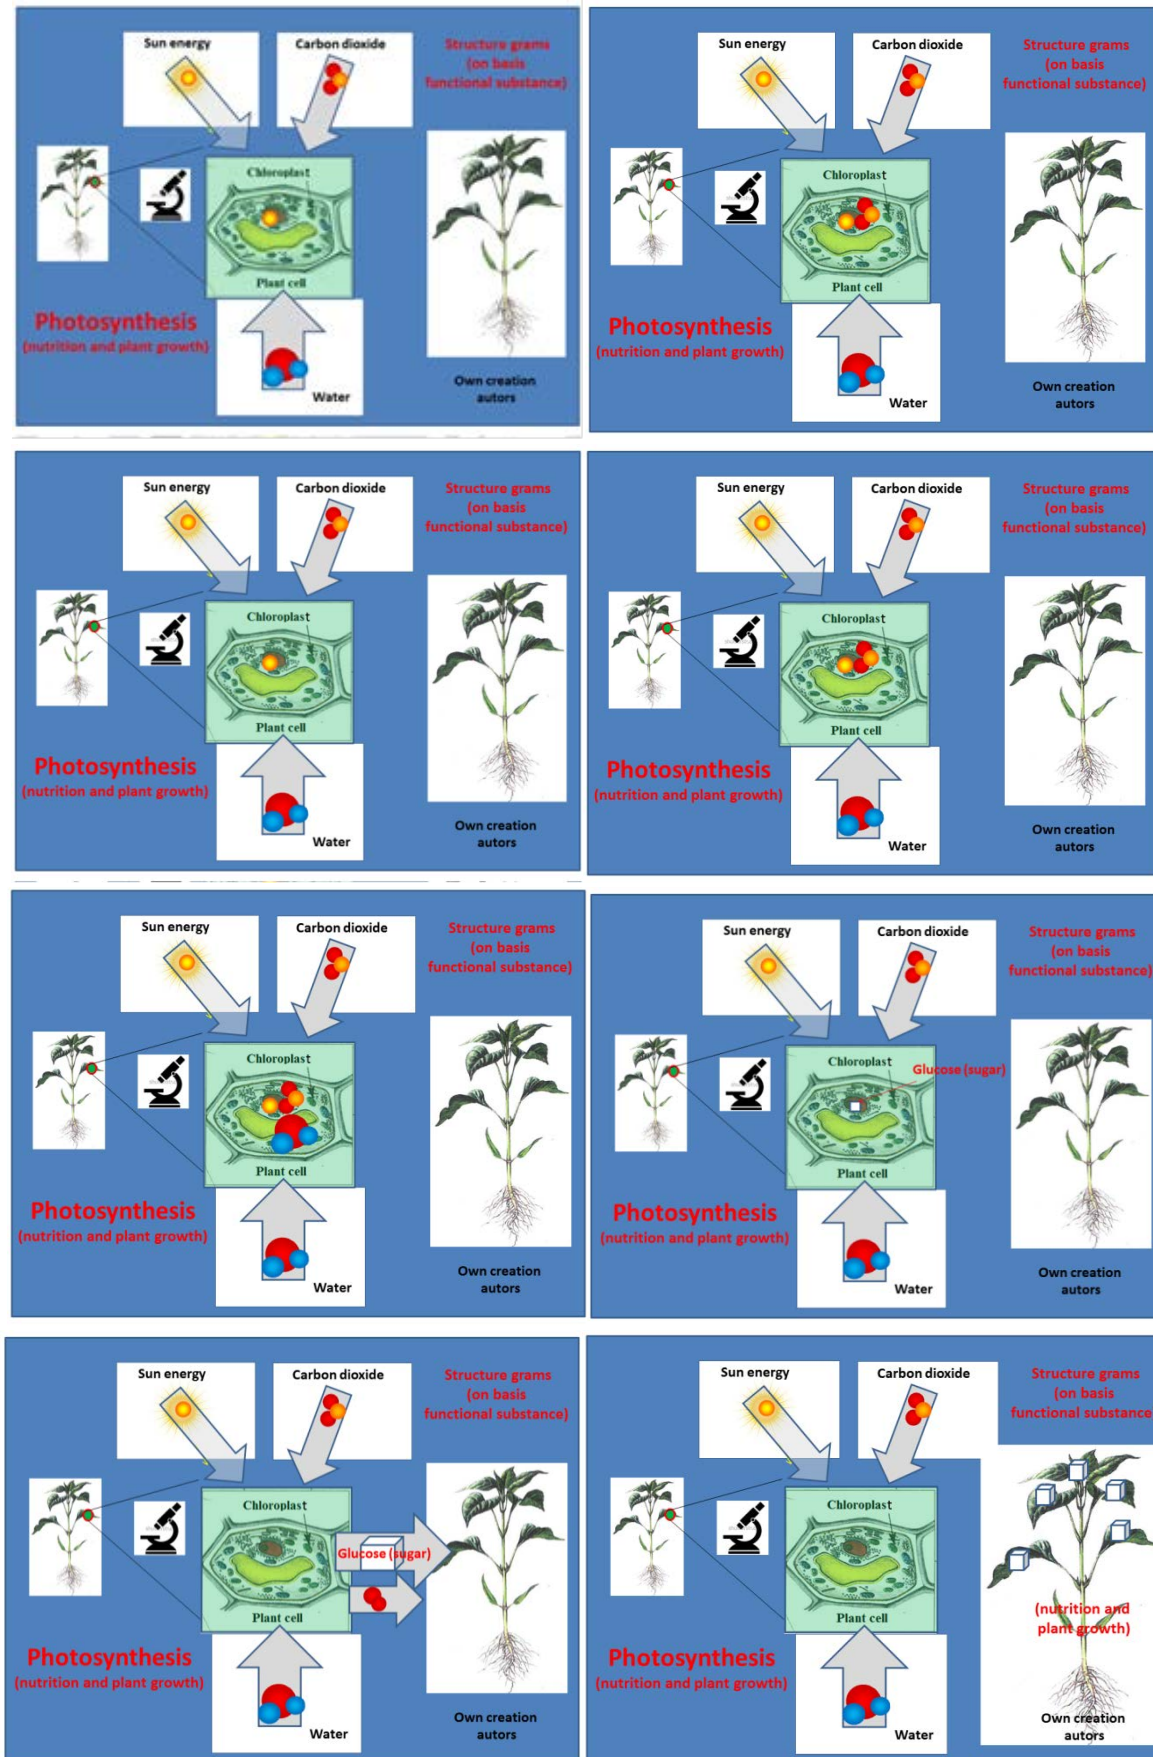 Sun energy
Carbon dioxide
Structure grams
(on basis
functional substance)
Chloroplast
Plant cell
Photosynthesis
(nutrition and plant growth)
Water
Own creation
autors
Sun energy
Carbon dioxide
Structure grams
(on basis
functional substance)
Chloroplast
Plant cell
Photosynthesis
(nutrition and plant growth)
Water
Own creation
autors
Sun energy
Carbon dioxide
Structure grams
(on basis
functional substance)
Chloroplast
Plant cell
Photosynthesis
(nutrition and plant growth)
Water
Own creation
autors
Sun energy
Carbon dioxide
Structure grams
(on basis
functional substance)
Chloroplast
Plant cell
Photosynthesis
(nutrition and plant growth)
Water
Own creation
autors
Sun energy
Carbon dioxide
Structure grams
(on basis
functional substance)
Chloroplast
Plant cell
Photosynthesis
(nutrition and plant growth)
Water
Own creation
autors
Sun energy
Carbon dioxide
Structure grams
(on basis
functional substance)
Chloroplast
Glucose (sugar)
Plant cell
Photosynthesis
(nutrition and plant growth)
Water
Own creation
autors
Sun energy
Carbon dioxide
Structure grams
(on basis
functional substance)
Chloroplast
Glucose (sugar)
Plant cell
Photosynthesis
(nutrition and plant growth)
Water
Own creation
autors
Sun energy
Carbon dioxide
Structure grams
(on basis
functional substance
Chloroplast
Plant cell
(nutrition and
plant growth)
Photosynthesis
(nutrition and plant growth)
Water
Own creation
autors